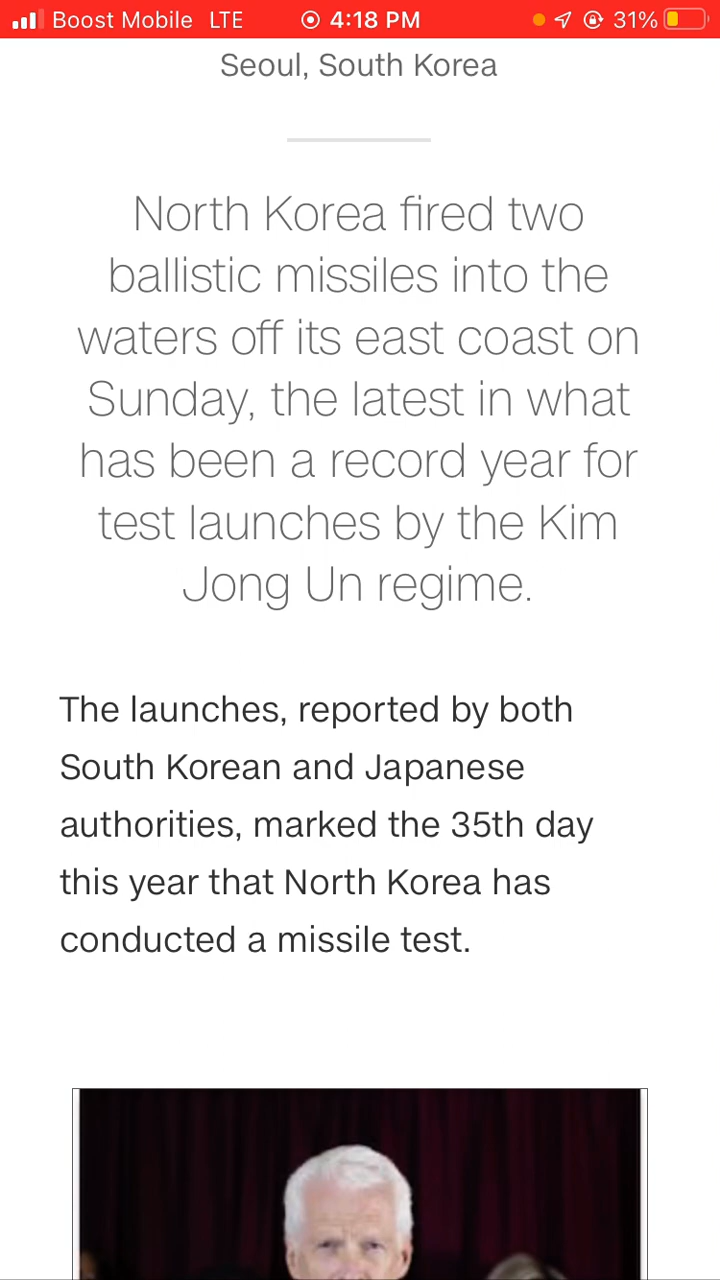 Boost Mobile LTE 4:18 PM 31%
Seoul, South Korea
North Korea fired two
ballistic missiles into the
waters off its east coast on
Sunday, the latest in what
has been a record year for
test launches by the Kim
Jong Un regime.
The launches, reported by both
South Korean and Japanese
authorities, marked the 35th day
this year that North Korea has
conducted a missile test.